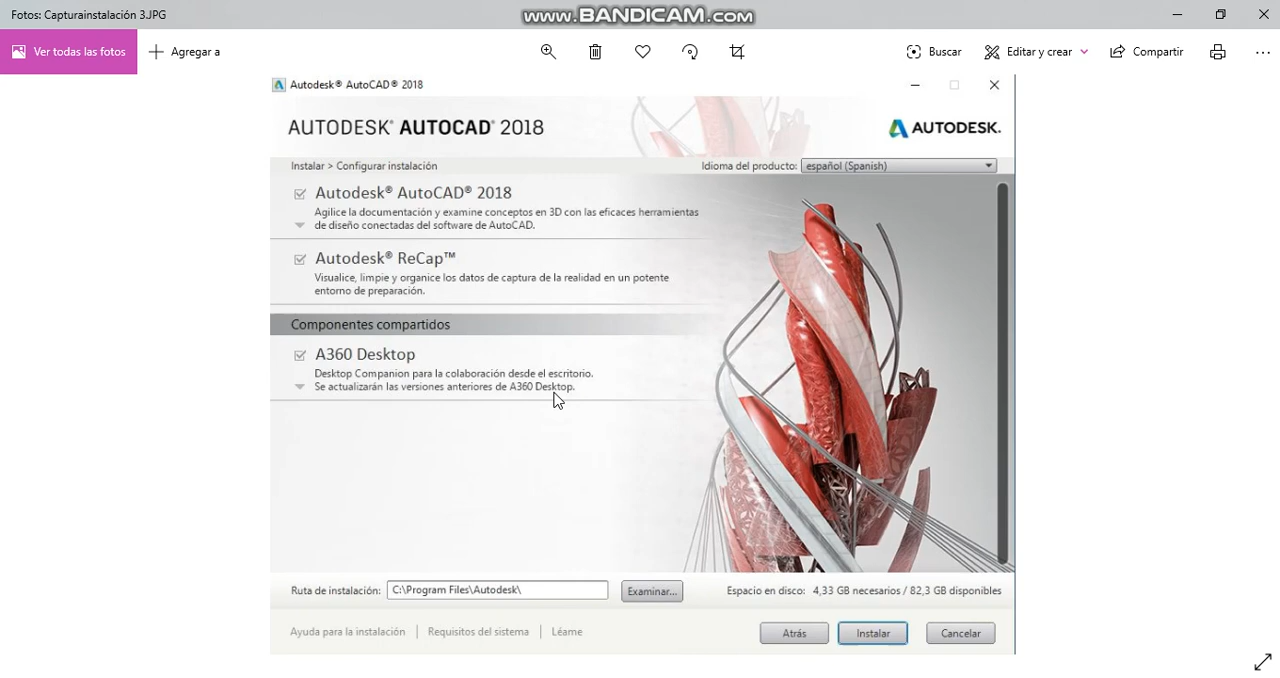 Fotos: Capturainstalación 3.JPG
www.BANDICAM.com
Ver todas las fotos
Agregar a
Buscar
Editar y crear
Compartir
Autodesk® AutoCAD® 2018
AUTODESK® AUTOCAD® 2018
AUTODESK.
Instalar > Configurar instalación
Idioma del producto: español (Spanish)
Autodesk® AutoCAD® 2018
Agilice la documentación y examine conceptos en 3D con las eficaces herramientas
de diseño conectadas del software de AutoCAD.
Autodesk® ReCap™
Visualice, limpie y organice los datos de captura de la realidad en un potente
entorno de preparación.
Componentes compartidos
A360 Desktop
Desktop Companion para la colaboración desde el escritorio.
Se actualizarán las versiones anteriores de A360 Desktop.
Ruta de instalación: C:\Program Files\Autodesk\ Examinar...
Espacio en disco: 4,33 GB necesarios / 82,3 GB disponibles
Ayuda para la instalación | Requisitos del sistema | Léame
Atrás
Instalar
Cancelar